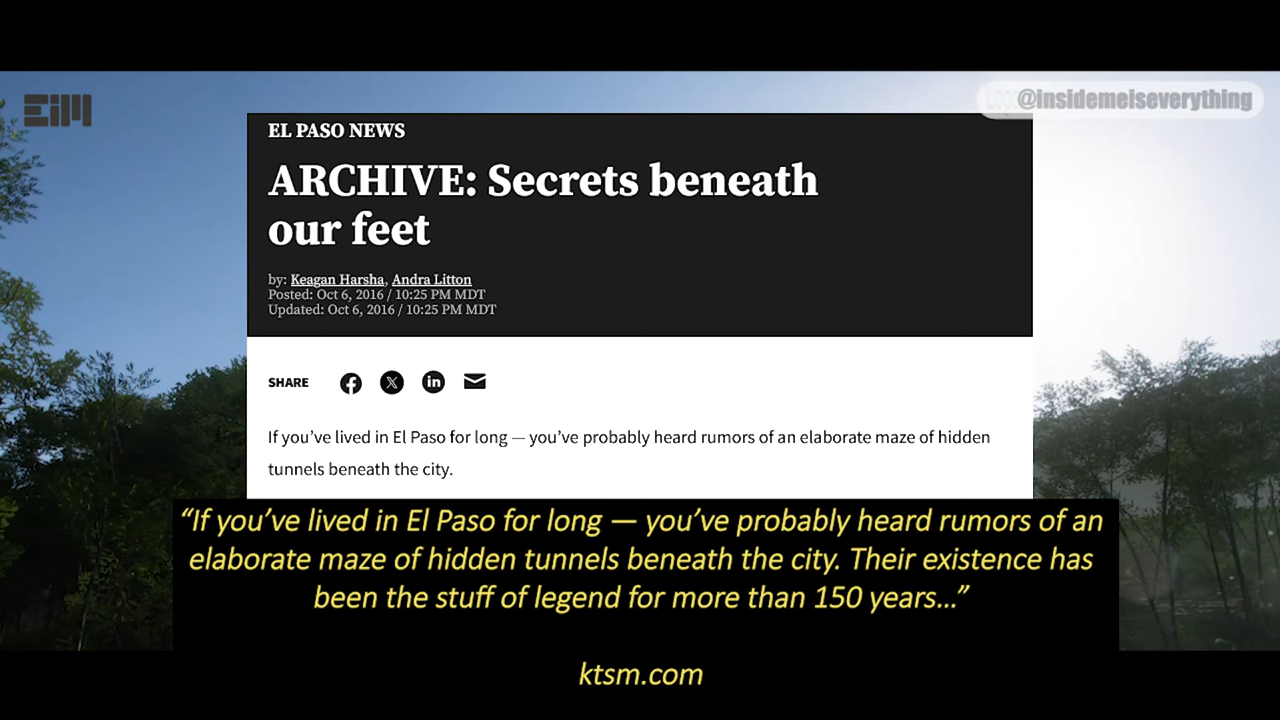 EiM
@insidemeiseverything
EL PASO NEWS
ARCHIVE: Secrets beneath
our feet
by: Keagan Harsha, Andra Litton
Posted: Oct 6, 2016 / 10:25 PM MDT
Updated: Oct 6, 2016 / 10:25 PM MDT
SHARE
If you’ve lived in El Paso for long — you’ve probably heard rumors of an elaborate maze of hidden
tunnels beneath the city.
“If you’ve lived in El Paso for long — you’ve probably heard rumors of an
elaborate maze of hidden tunnels beneath the city. Their existence has
been the stuff of legend for more than 150 years...”
ktsm.com